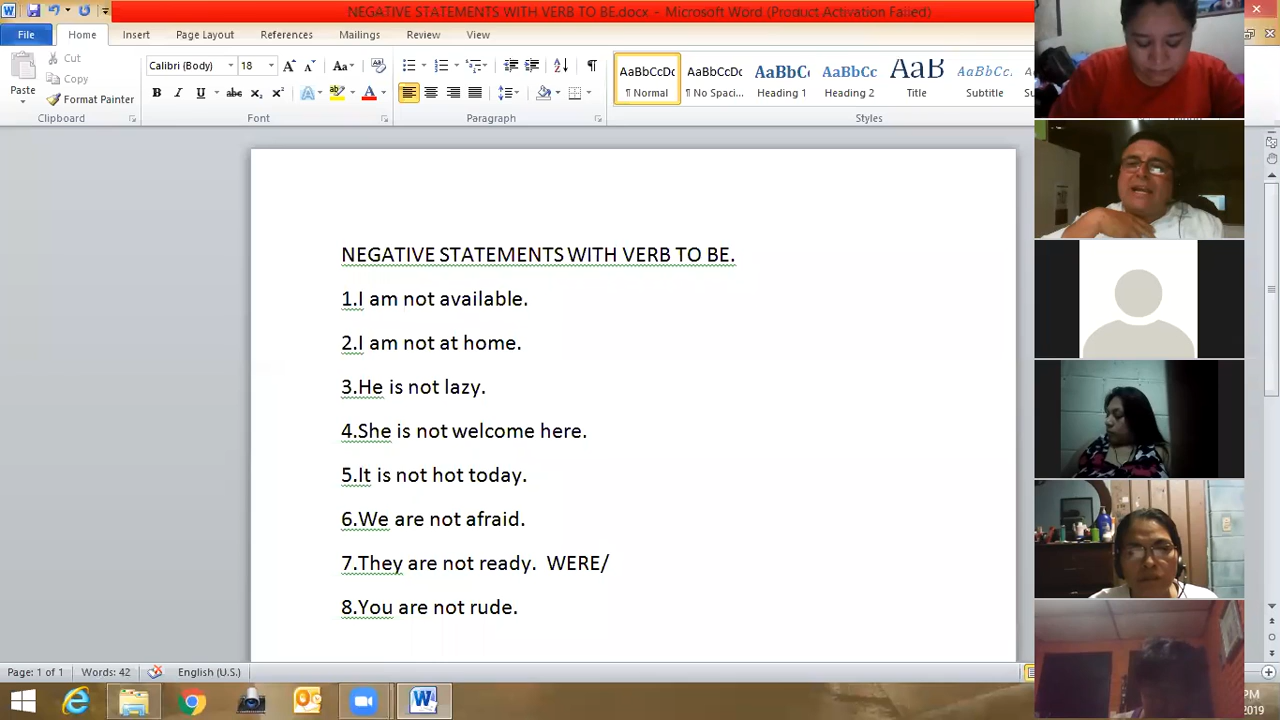 NEGATIVE STATEMENTS WITH VERB TO BE.docx - Microsoft Word (Product Activation Failed)
File Home Insert Page Layout References Mailings Review View
Paste
Cut
Copy
Format Painter
Calibri (Body) 18
AaBbCcDc AaBbCcDc AaBbC AaBbCc AaB AaBbCc.
¶ Normal ¶ No Spaci... Heading 1 Heading 2 Title Subtitle
Clipboard Font Paragraph Styles
NEGATIVE STATEMENTS WITH VERB TO BE.
1.I am not available.
2.I am not at home.
3.He is not lazy.
4.She is not welcome here.
5.It is not hot today.
6.We are not afraid.
7.They are not ready. WERE/
8.You are not rude.
Page: 1 of 1 Words: 42 English (U.S.)